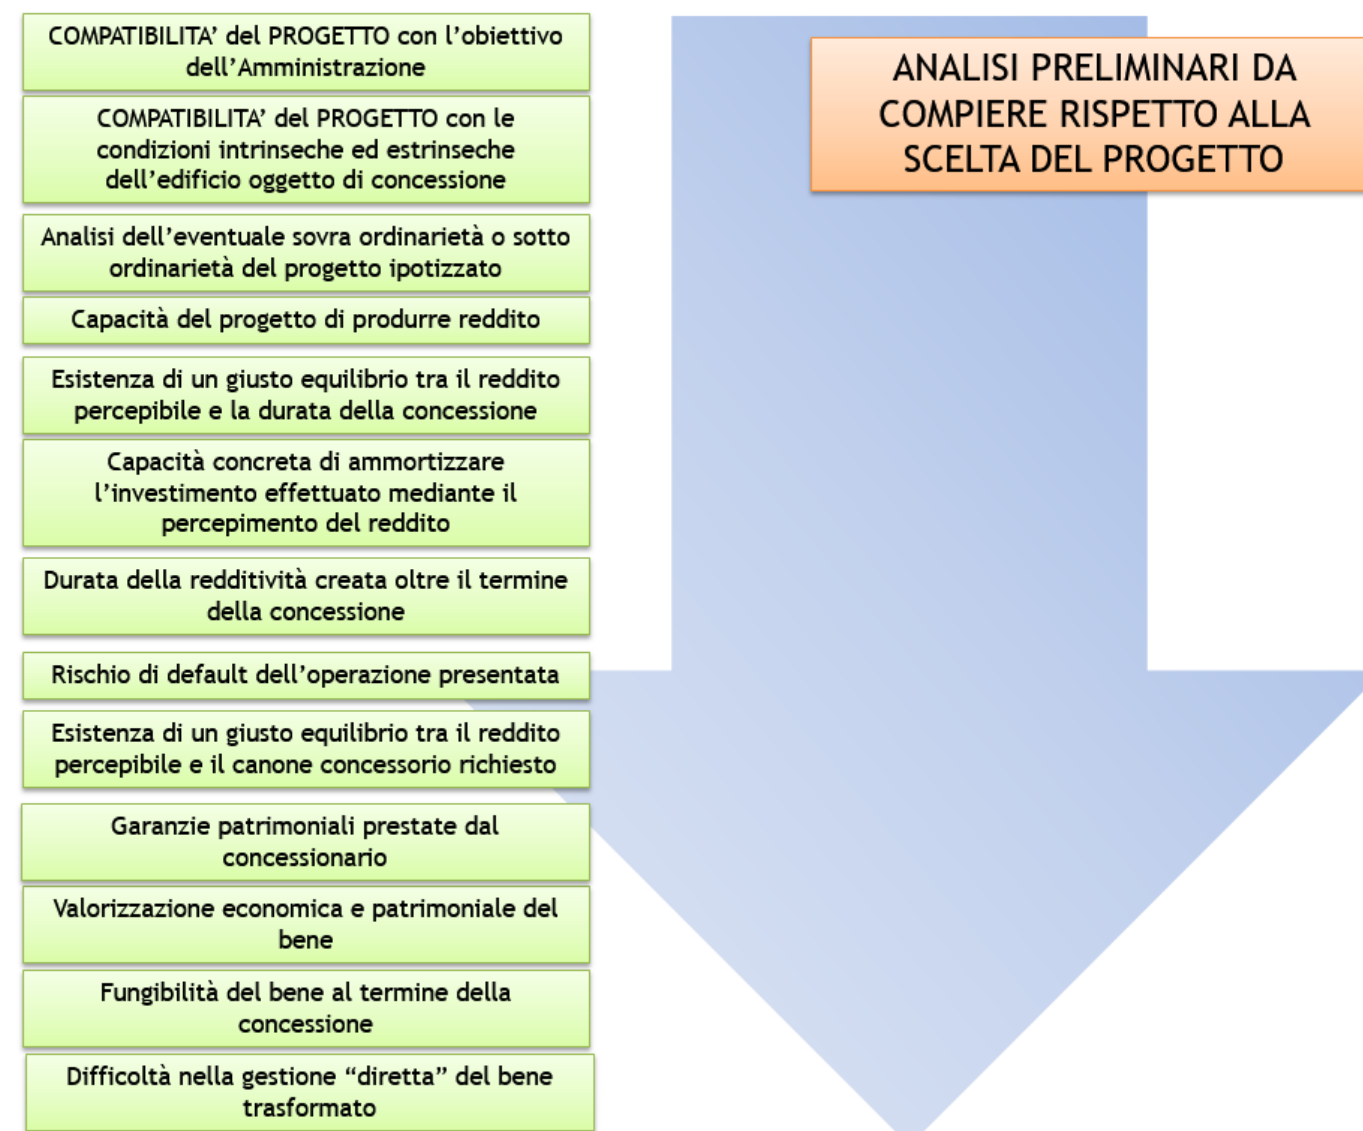 COMPATIBILITA’ del PROGETTO con l’obiettivo
dell’Amministrazione
COMPATIBILITA’ del PROGETTO con le
condizioni intrinseche ed estrinseche
dell’edificio oggetto di concessione
Analisi dell’eventuale sovra ordinarietà o sotto
ordinarietà del progetto ipotizzato
Capacità del progetto di produrre reddito
Esistenza di un giusto equilibrio tra il reddito
percepibile e la durata della concessione
Capacità concreta di ammortizzare
l’investimento effettuato mediante il
percepimento del reddito
Durata della redditività creata oltre il termine
della concessione
Rischio di default dell’operazione presentata
Esistenza di un giusto equilibrio tra il reddito
percepibile e il canone concessorio richiesto
Garanzie patrimoniali prestate dal
concessionario
Valorizzazione economica e patrimoniale del
bene
Fungibilità del bene al termine della
concessione
Difficoltà nella gestione “diretta” del bene
trasformato
ANALISI PRELIMINARI DA
COMPIERE RISPETTO ALLA
SCELTA DEL PROGETTO